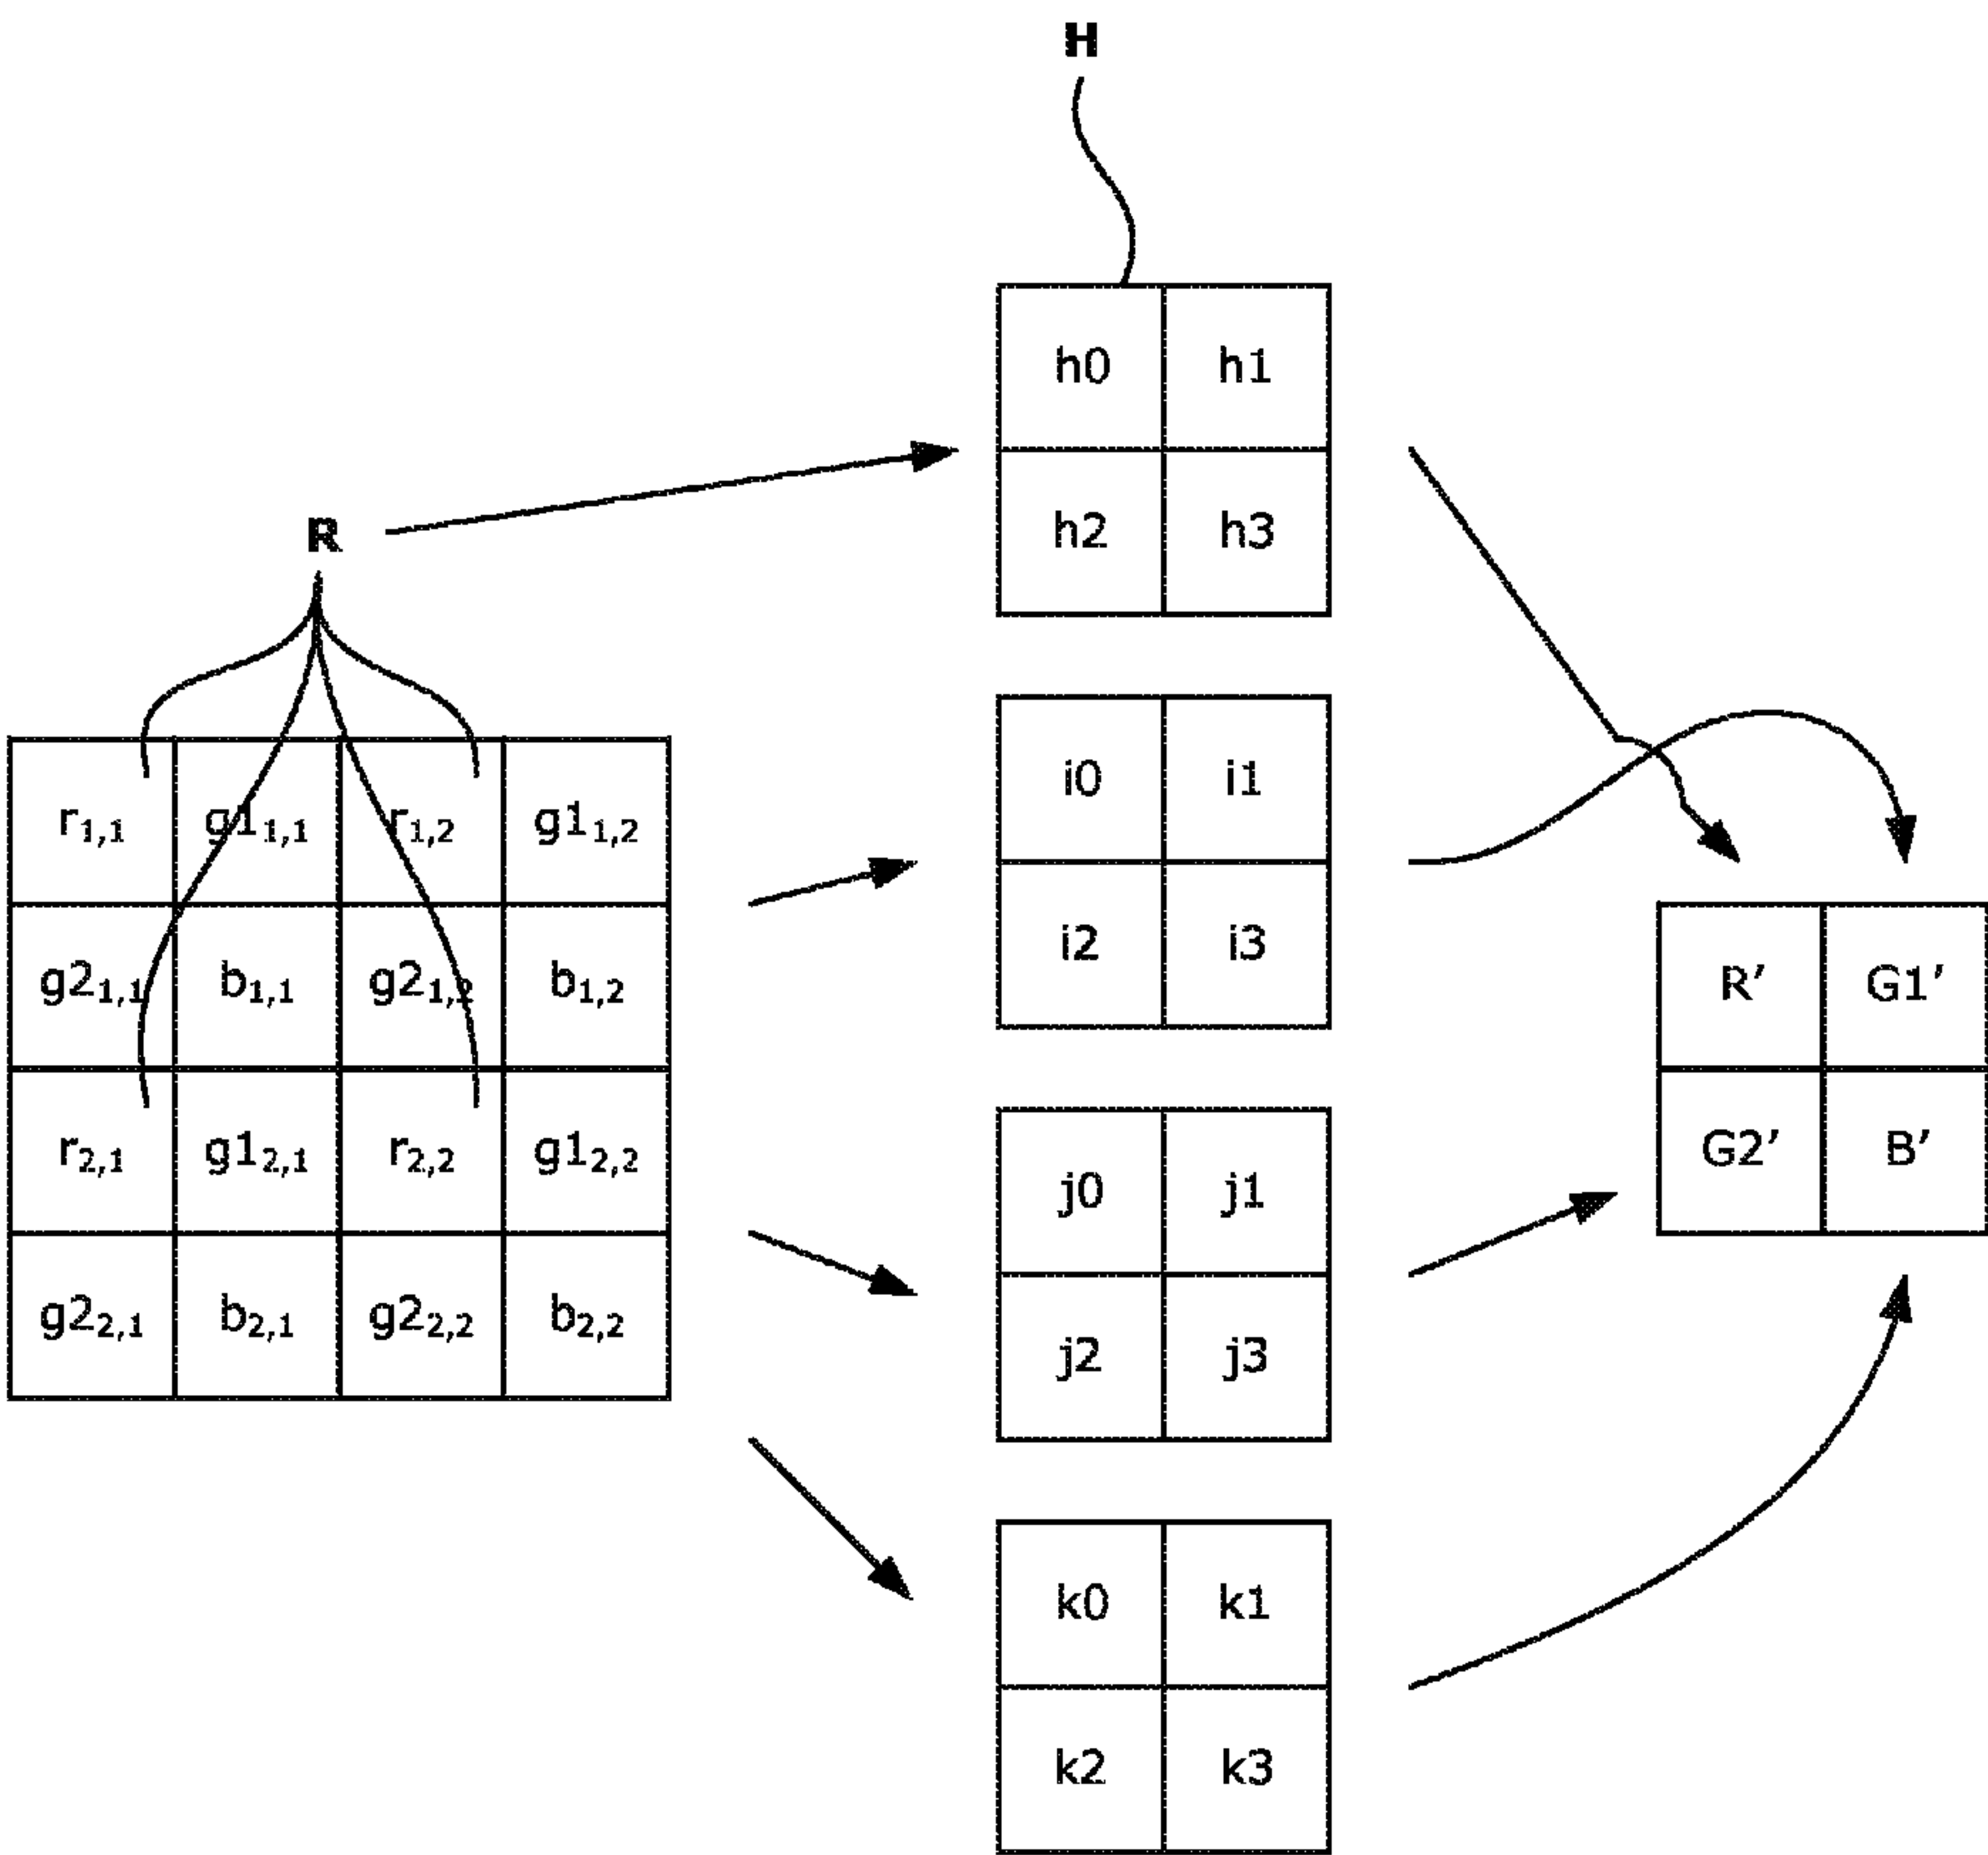 H
h0 h1
h2 h3
R
i0 i1
i2 i3
r1,1 g11,1 r1,2 g11,2
g21,1 b1,1 g21,2 b1,2
r2,1 g12,1 r2,2 g12,2
g22,1 b2,1 g22,2 b2,2
j0 j1
j2 j3
k0 k1
k2 k3
R’ G1’
G2’ B’